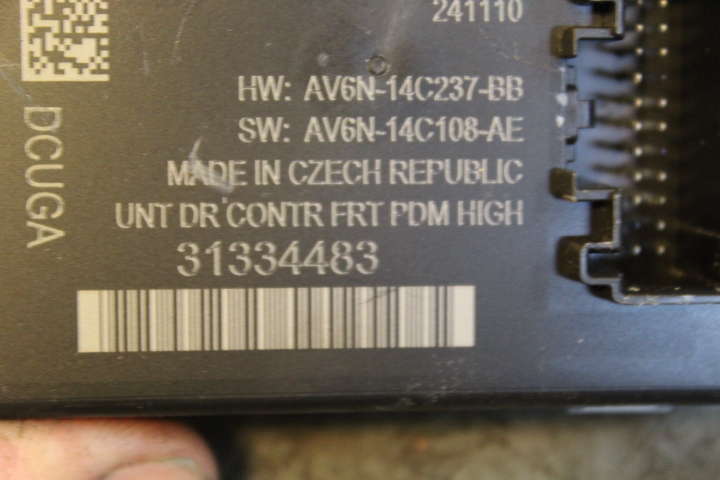 241110
HW: AV6N-14C237-BB
SW: AV6N-14C108-AE
MADE IN CZECH REPUBLIC
UNT DR CONTR FRT PDM HIGH
31334483
DCUGA